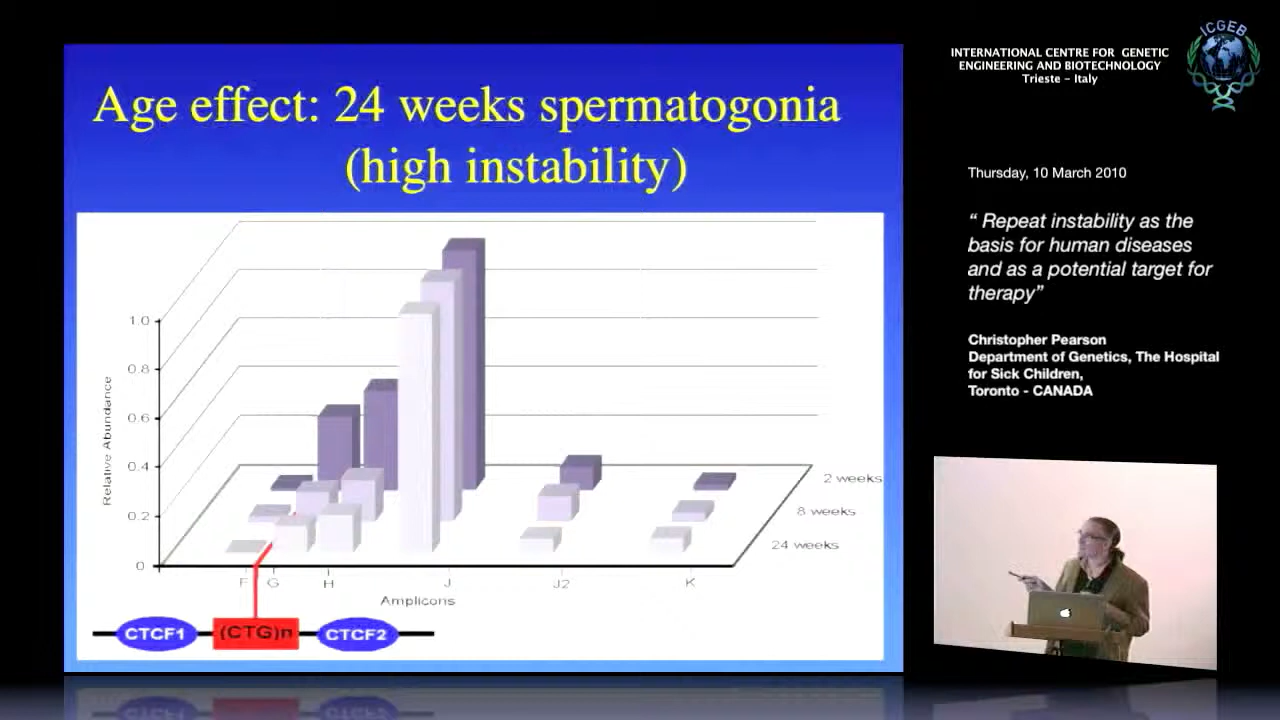 Age effect: 24 weeks spermatogonia
(high instability)
1.0
0.8
0.6
0.4
0.2
0
Relative Abundance
2 weeks
8 weeks
24 weeks
F G H J J2 K
Amplicons
CTCF1 (CTG)n CTCF2
ICGEB
INTERNATIONAL CENTRE FOR GENETIC
ENGINEERING AND BIOTECHNOLOGY
Trieste - Italy
Thursday, 10 March 2010
“ Repeat instability as the
basis for human diseases
and as a potential target for
therapy”
Christopher Pearson
Department of Genetics, The Hospital
for Sick Children,
Toronto - CANADA